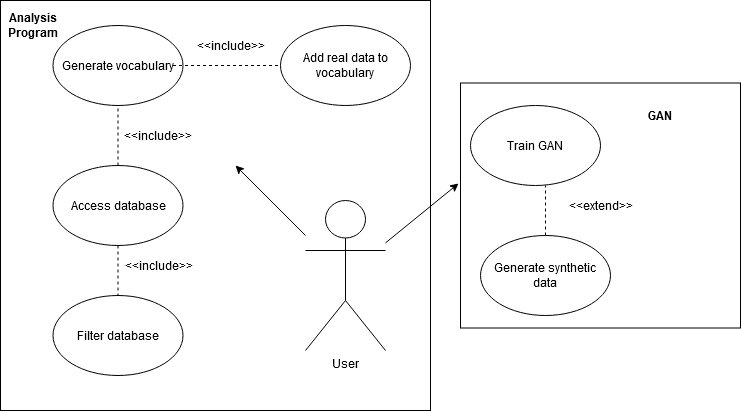 Analysis
Program
Generate vocabulary
<<include>>
Add real data to
vocabulary
<<include>>
Access database
<<include>>
Filter database
User
GAN
Train GAN
<<extend>>
Generate synthetic
data